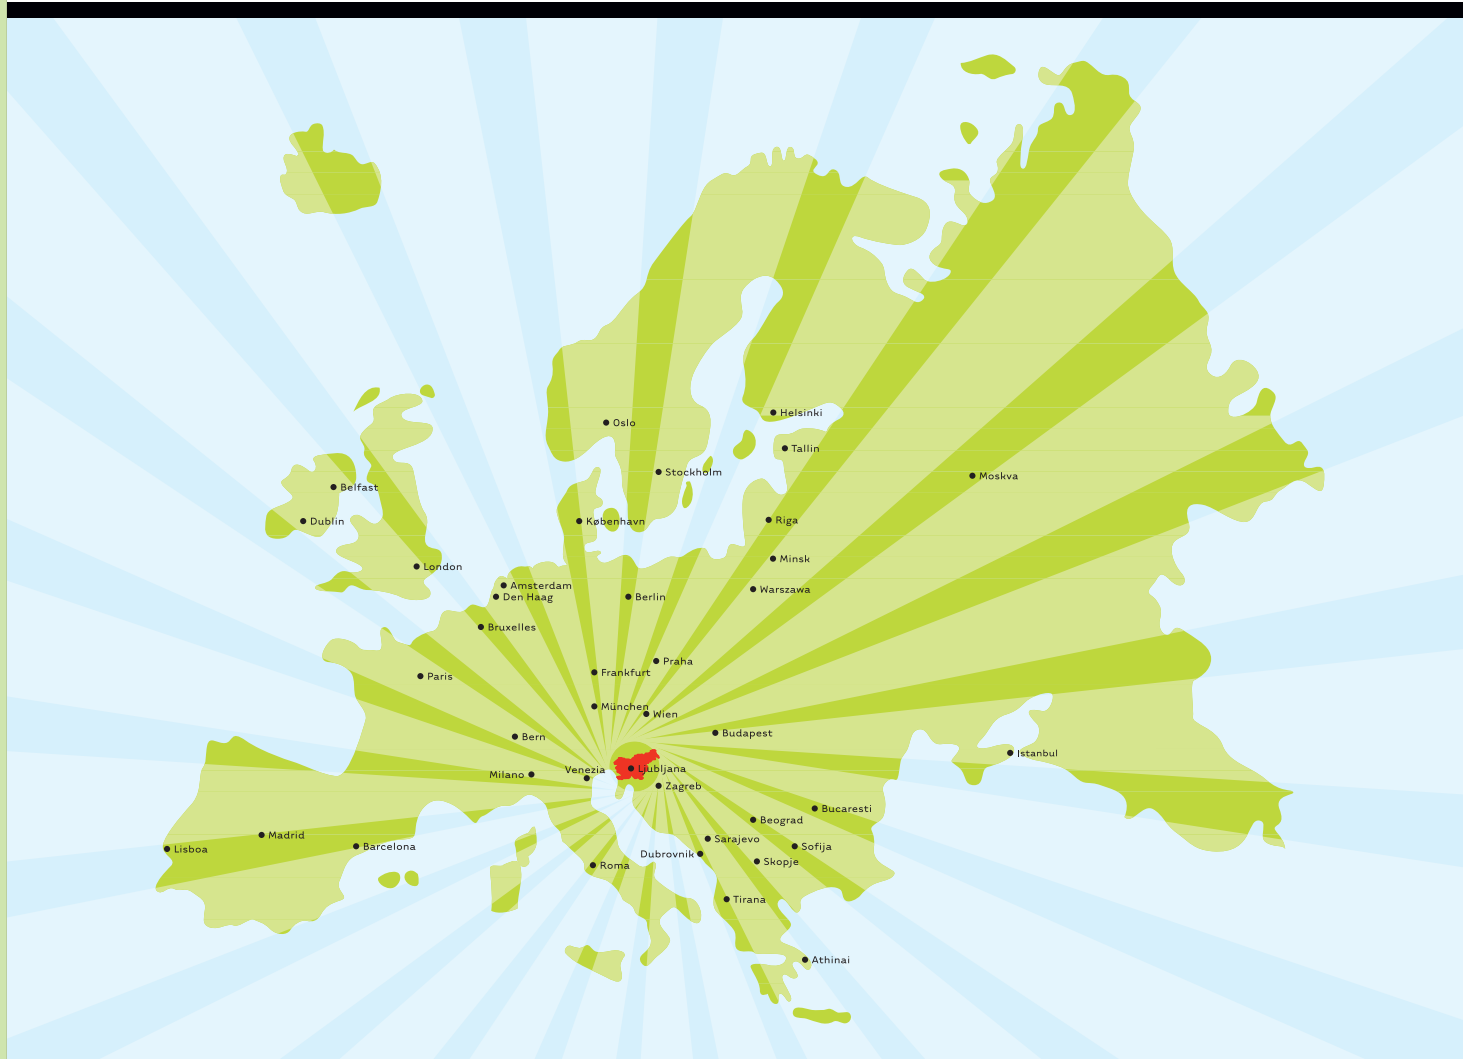 Helsinki
Oslo
Tallin
Stockholm
Moskva
Belfast
Dublin
København
Riga
Minsk
London
Amsterdam
Den Haag
Berlin
Warszawa
Bruxelles
Praha
Frankfurt
Paris
München
Wien
Bern
Budapest
Istanbul
Venezia
Ljubljana
Milano
Zagreb
Bucaresti
Beograd
Madrid
Sarajevo
Lisboa
Barcelona
Sofija
Dubrovnik
Skopje
Roma
Tirana
Athinai